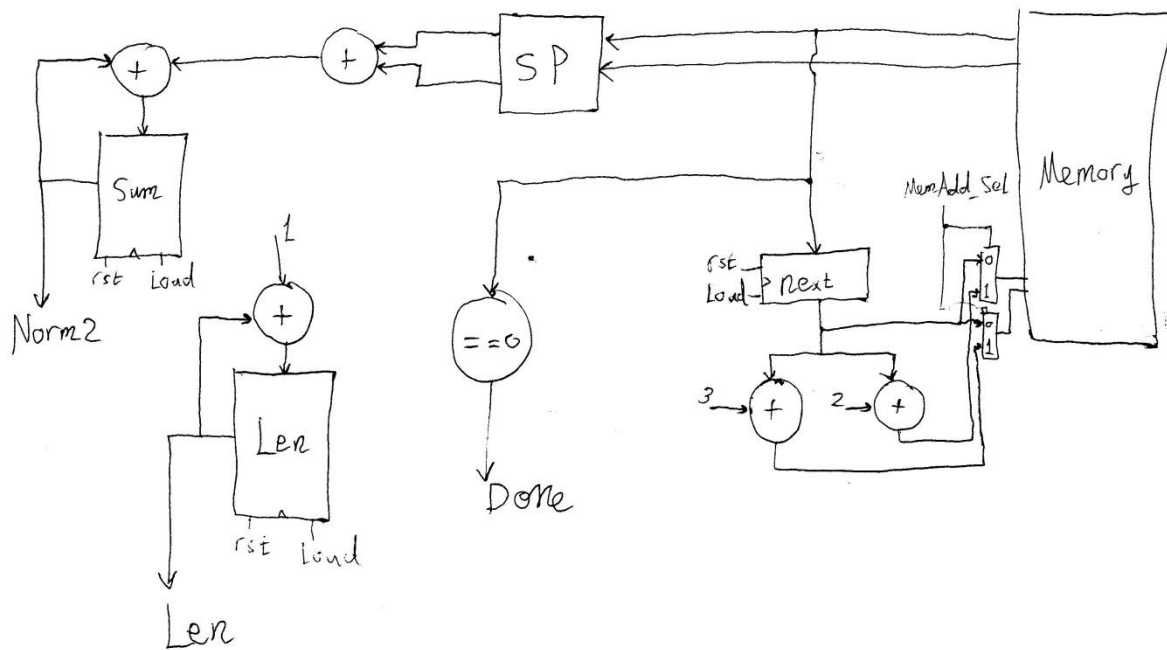 SP
+
+
Memory
Sum
MemAdd_Sel
rst
Load
1
rst
Load
next
0
1
0
1
Norm2
+
==0
3
+
2
+
Len
Done
rst
Load
Len